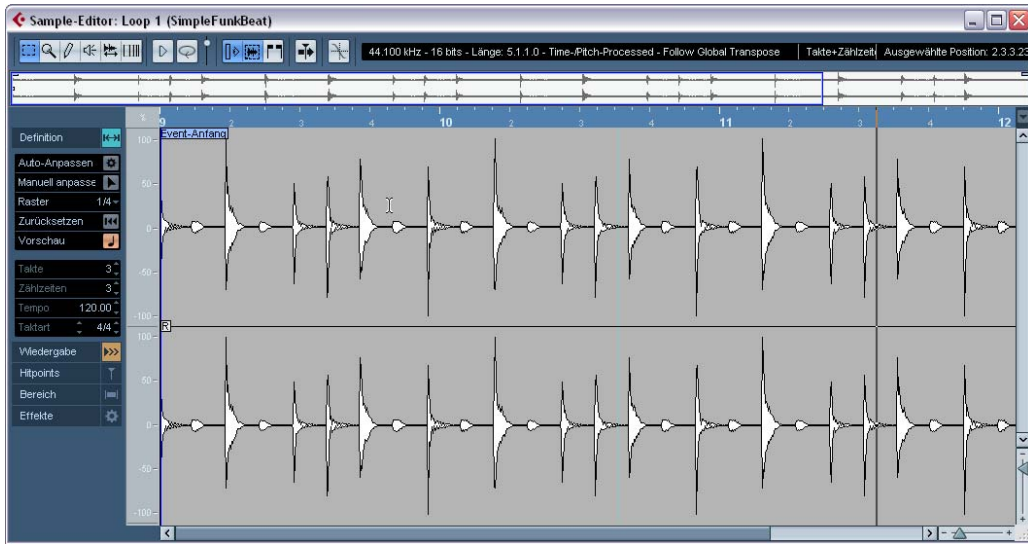 Sample-Editor: Loop 1 (SimpleFunkBeat)
44.100 kHz - 16 bits - Länge: 5.1.1.0 - Time-/Pitch-Processed - Follow Global Transpose Takte+Zählzeit Ausgewählte Position: 2.3.3.23
% 9 2 3 4 10 2 3 4 11 2 3 4 12
Event-Anfang
Definition
Auto-Anpassen
Manuell anpasse
Raster 1/4
Zurücksetzen
Vorschau
Takte 3
Zählzeiten 3
Tempo 120.00
Taktart 4/4
Wiedergabe
Hitpoints
Bereich
Effekte
100
50
0
-50
-100
R
100
50
0
-50
-100